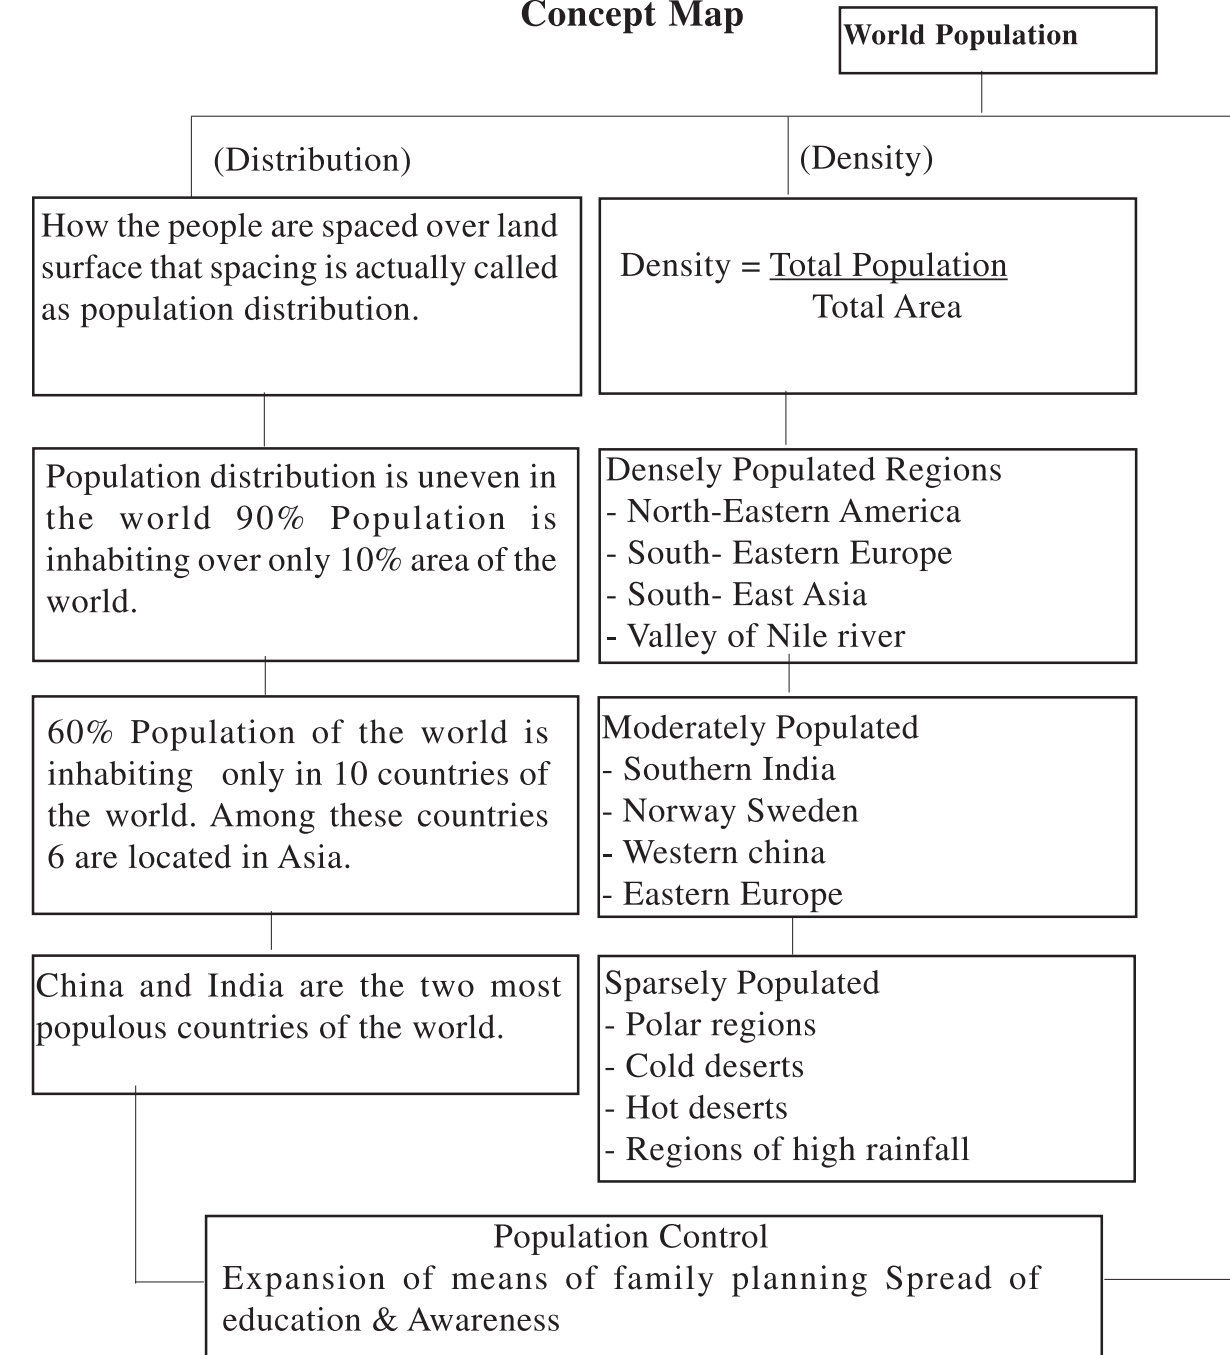 Concept Map
World Population
(Distribution)
(Density)
How the people are spaced over land
surface that spacing is actually called
as population distribution.
Density = Total Population
Total Area
Population distribution is uneven in
the world 90% Population is
inhabiting over only 10% area of the
world.
Densely Populated Regions
- North-Eastern America
- South- Eastern Europe
- South- East Asia
- Valley of Nile river
60% Population of the world is
inhabiting only in 10 countries of
the world. Among these countries
6 are located in Asia.
Moderately Populated
- Southern India
- Norway Sweden
- Western china
- Eastern Europe
China and India are the two most
populous countries of the world.
Sparsely Populated
- Polar regions
- Cold deserts
- Hot deserts
- Regions of high rainfall
Population Control
Expansion of means of family planning Spread of
education & Awareness